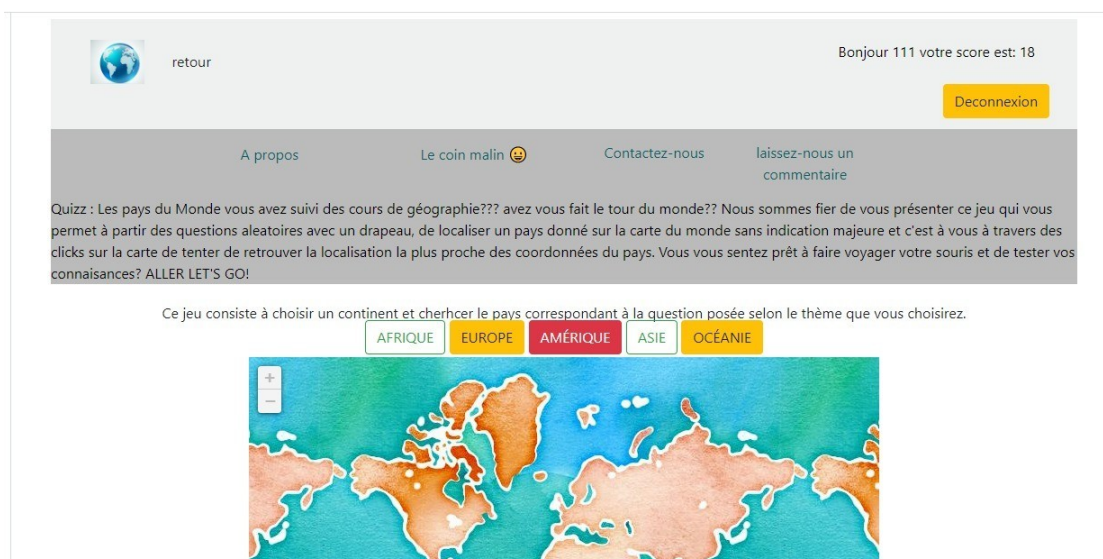 Bonjour 111 votre score est: 18
retour
Deconnexion
A propos
Le coin malin 😀
Contactez-nous
laissez-nous un
commentaire
Quizz : Les pays du Monde vous avez suivi des cours de géographie??? avez vous fait le tour du monde?? Nous sommes fier de vous présenter ce jeu qui vous
permet à partir des questions aleatoires avec un drapeau, de localiser un pays donné sur la carte du monde sans indication majeure et c'est à vous à travers des
clicks sur la carte de tenter de retrouver la localisation la plus proche des coordonnées du pays. Vous vous sentez prêt à faire voyager votre souris et de tester vos
connaisances? ALLER LET'S GO!
Ce jeu consiste à choisir un continent et cherhcer le pays correspondant à la question posée selon le thème que vous choisirez.
AFRIQUE
EUROPE
AMÉRIQUE
ASIE
OCÉANIE
+
−